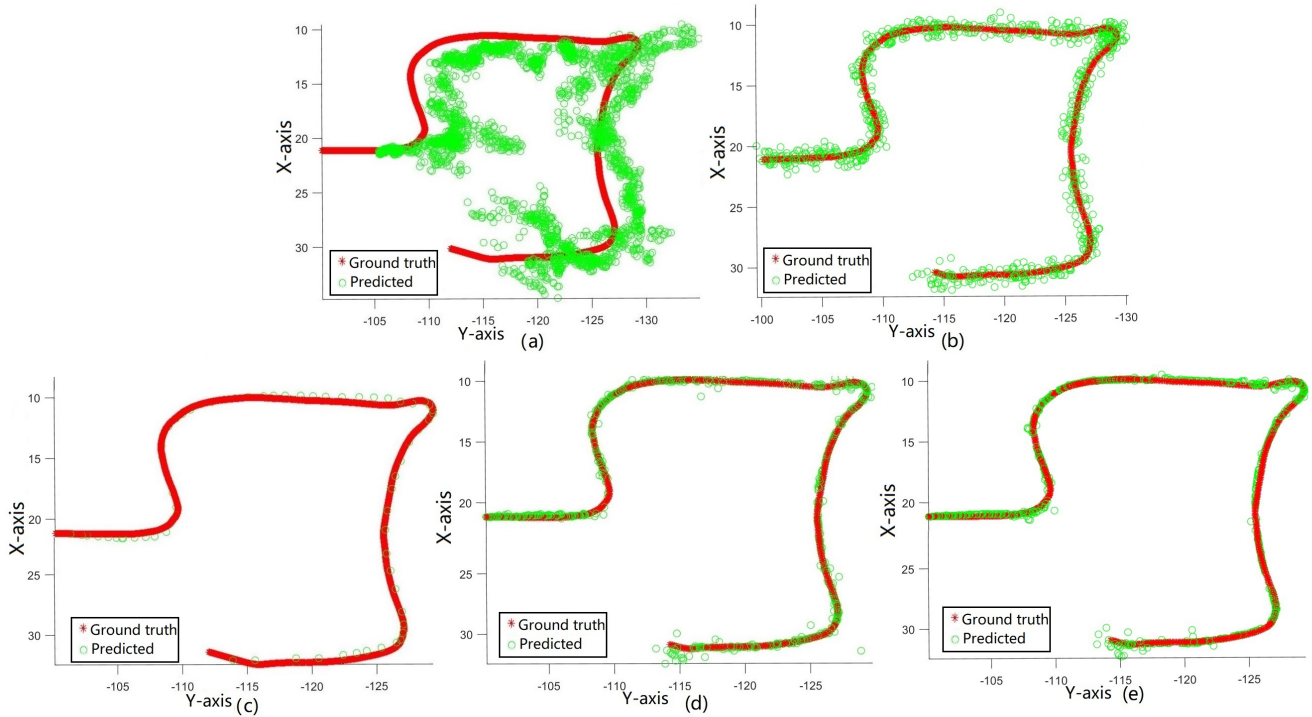 10
15
20
25
30
X-axis
* Ground truth
○ Predicted
-105 -110 -115 -120 -125 -130
Y-axis (a)
10
15
20
25
30
X-axis
* Ground truth
○ Predicted
-100 -105 -110 -115 -120 -125 -130
Y-axis (b)
10
15
20
25
30
X-axis
* Ground truth
○ Predicted
-105 -110 -115 -120 -125
Y-axis (c)
10
15
20
25
30
X-axis
* Ground truth
○ Predicted
-105 -110 -115 -120 -125
Y-axis (d)
10
15
20
25
30
X-axis
* Ground truth
○ Predicted
-105 -110 -115 -120 -125
Y-axis (e)